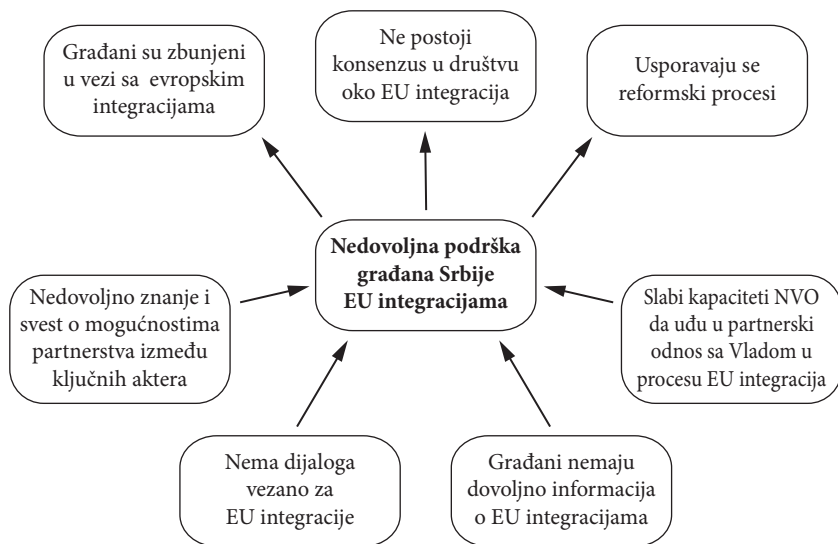 Građani su zbunjeni
u vezi sa evropskim
integracijama
Ne postoji
konsenzus u društvu
oko EU integracija
Usporavaju se
reformski procesi
Nedovoljna podrška
građana Srbije
EU integracijama
Nedovoljno znanje i
svest o mogućnostima
partnerstva između
ključnih aktera
Slabi kapaciteti NVO
da uđu u partnerski
odnos sa Vladom u
procesu EU integracija
Nema dijaloga
vezano za
EU integracije
Građani nemaju
dovoljno informacija
o EU integracijama